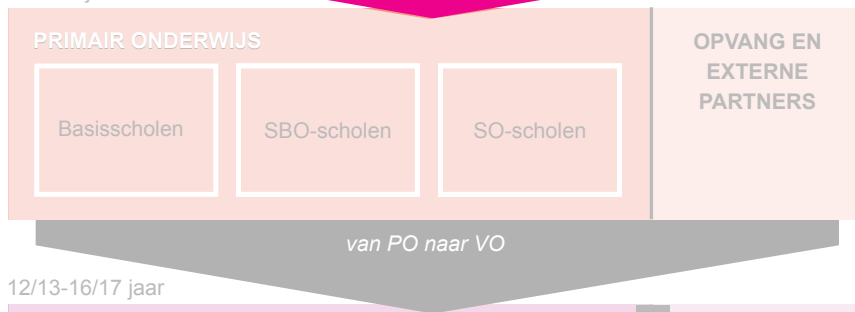 PRIMAIR ONDERWIJS
OPVANG EN
EXTERNE
PARTNERS
Basisscholen
SBO-scholen
SO-scholen
van PO naar VO
12/13-16/17 jaar